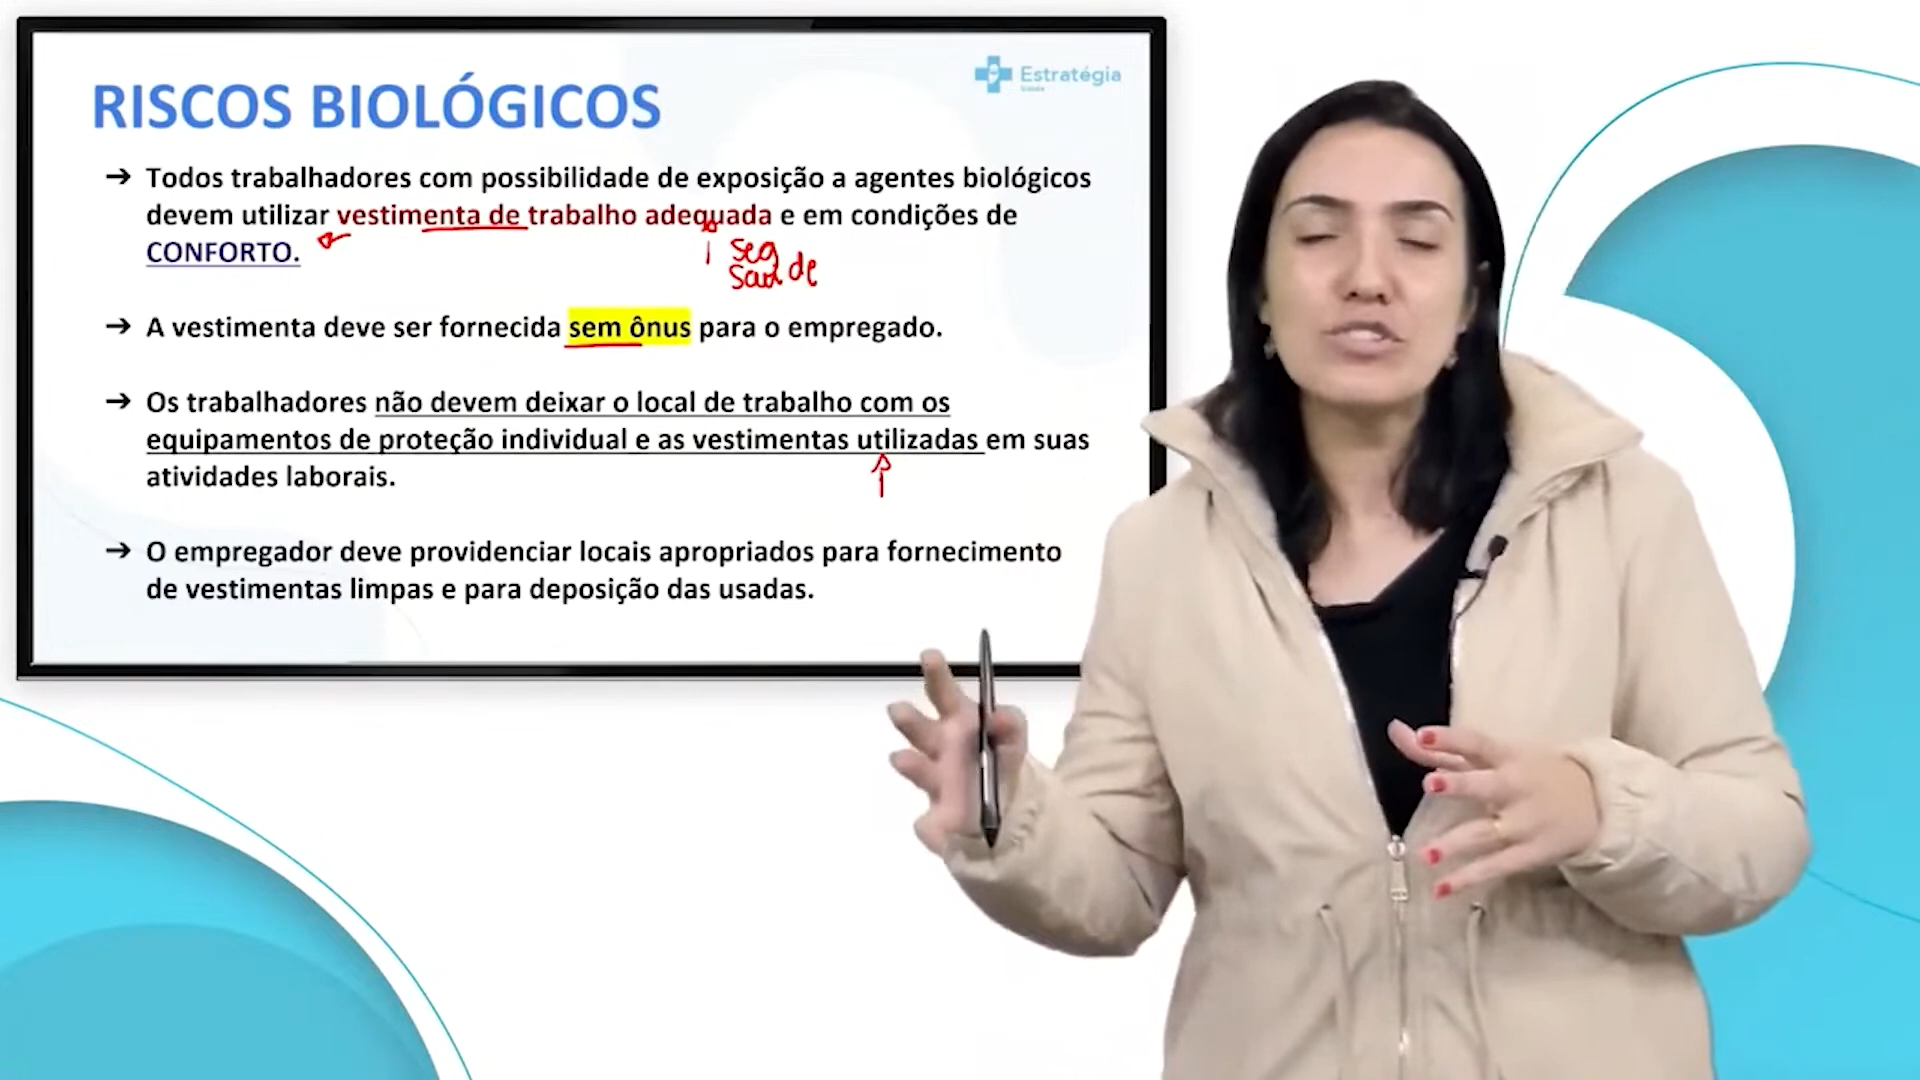 Estratégia
RISCOS BIOLÓGICOS
➔ Todos trabalhadores com possibilidade de exposição a agentes biológicos
devem utilizar vestimenta de trabalho adequada e em condições de
CONFORTO.
seg
Saúde
➔ A vestimenta deve ser fornecida sem ônus para o empregado.
➔ Os trabalhadores não devem deixar o local de trabalho com os
equipamentos de proteção individual e as vestimentas utilizadas em suas
atividades laborais.
➔ O empregador deve providenciar locais apropriados para fornecimento
de vestimentas limpas e para deposição das usadas.